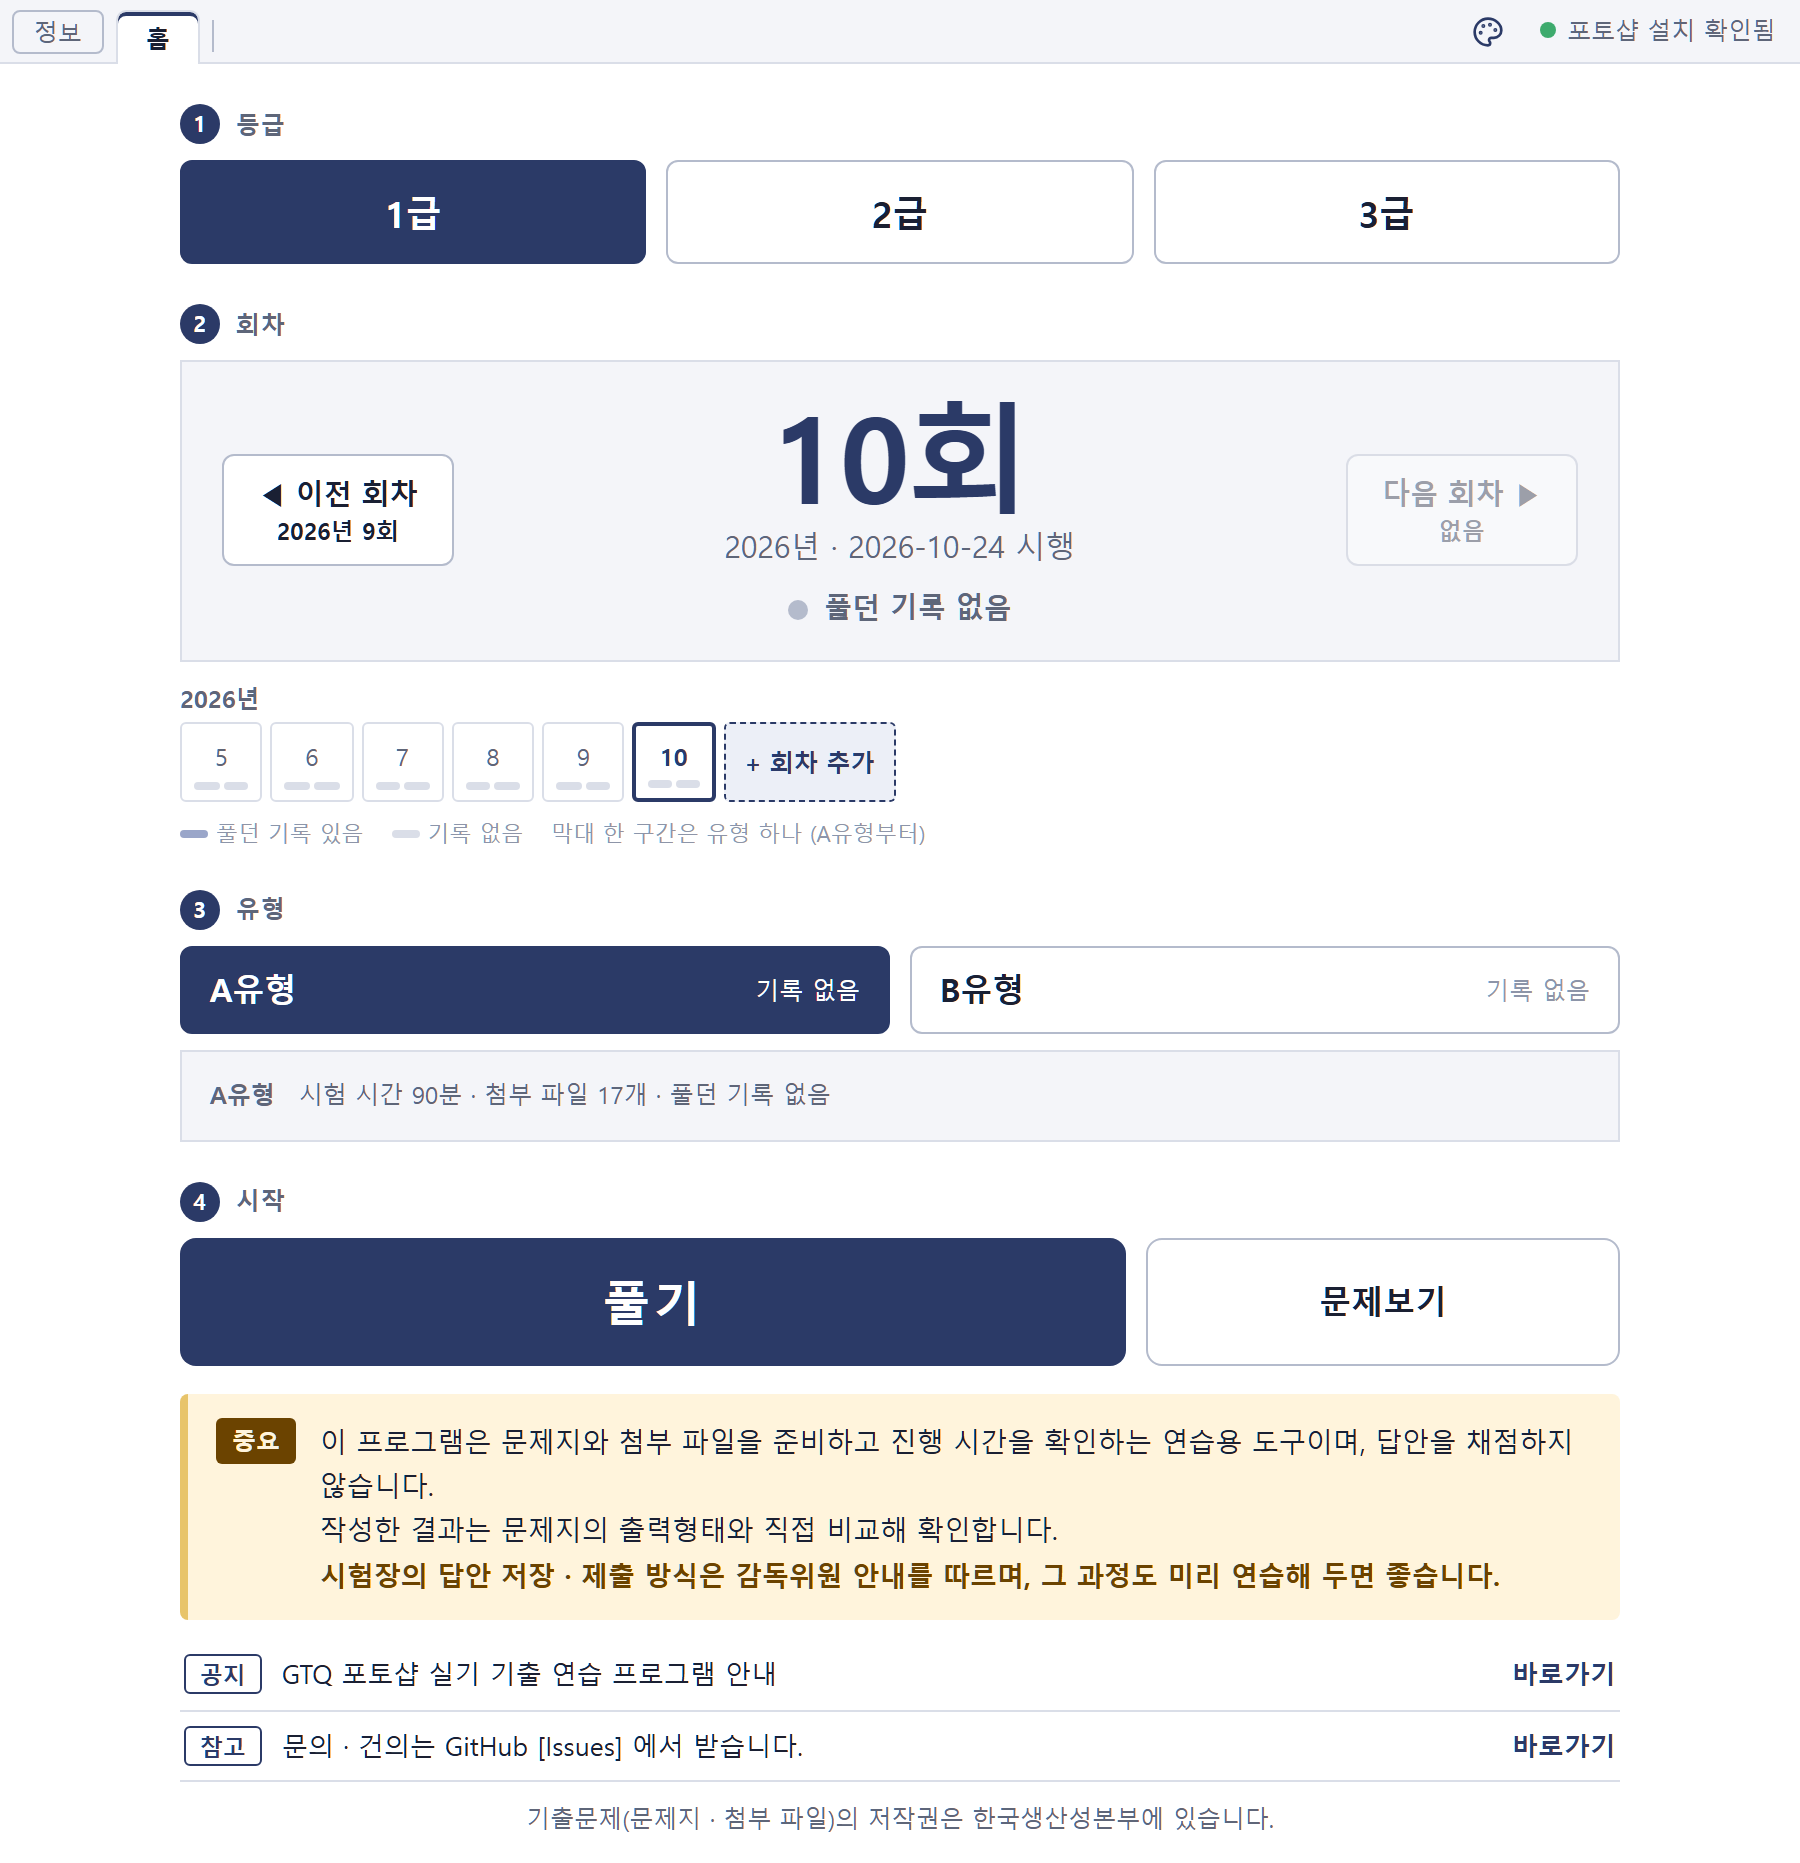 정보
홈
포토샵 설치 확인됨
1 등급
1급
2급
3급
2 회차
◀ 이전 회차
2026년 9회
10회
2026년 · 2026-10-24 시행
풀던 기록 없음
다음 회차 ▶
없음
2026년
5 6 7 8 9 10 + 회차 추가
풀던 기록 있음 기록 없음 막대 한 구간은 유형 하나 (A유형부터)
3 유형
A유형 기록 없음
B유형 기록 없음
A유형 시험 시간 90분 · 첨부 파일 17개 · 풀던 기록 없음
4 시작
풀기
문제보기
중요
이 프로그램은 문제지와 첨부 파일을 준비하고 진행 시간을 확인하는 연습용 도구이며, 답안을 채점하지
않습니다.
작성한 결과는 문제지의 출력형태와 직접 비교해 확인합니다.
시험장의 답안 저장 · 제출 방식은 감독위원 안내를 따르며, 그 과정도 미리 연습해 두면 좋습니다.
공지 GTQ 포토샵 실기 기출 연습 프로그램 안내 바로가기
참고 문의 · 건의는 GitHub [Issues] 에서 받습니다. 바로가기
기출문제(문제지 · 첨부 파일)의 저작권은 한국생산성본부에 있습니다.